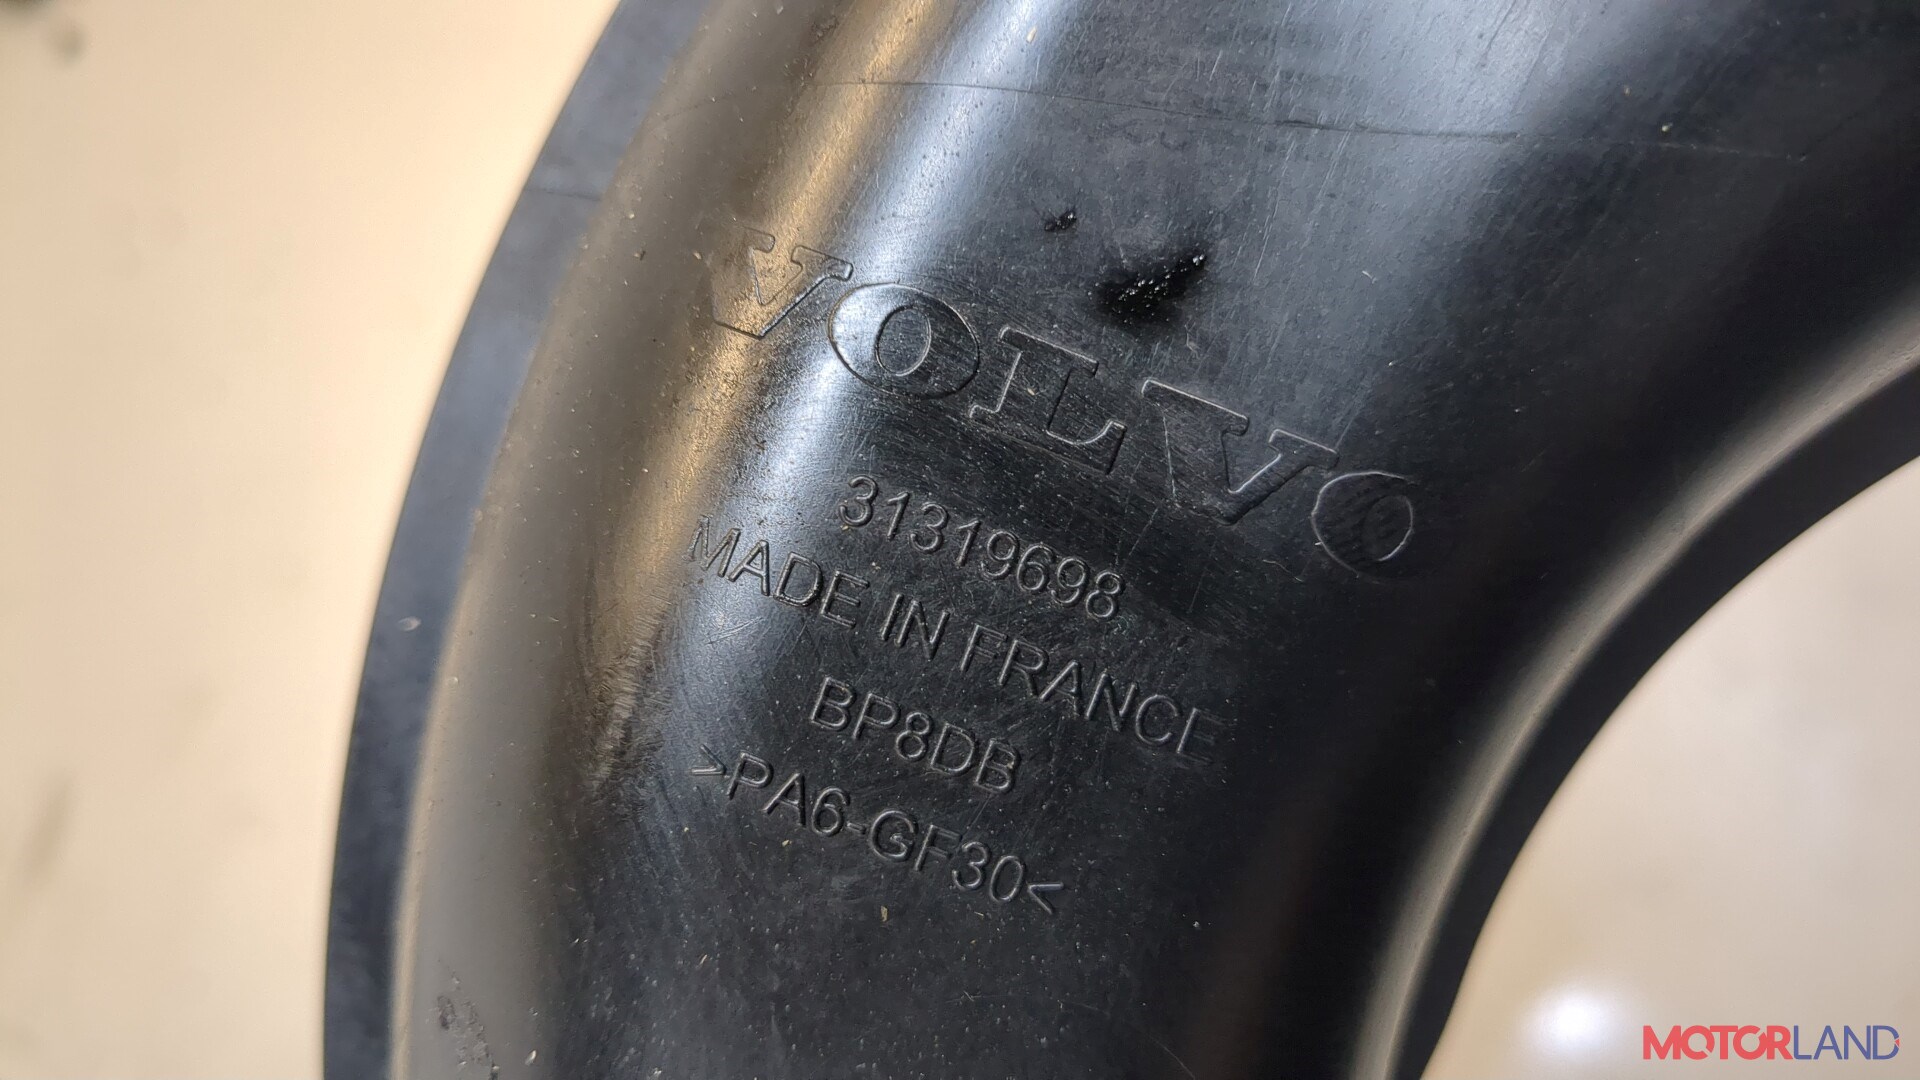 VOLVO
31319698
MADE IN FRANCE
BP8DB
>PA6-GF30<
MOTORLAND